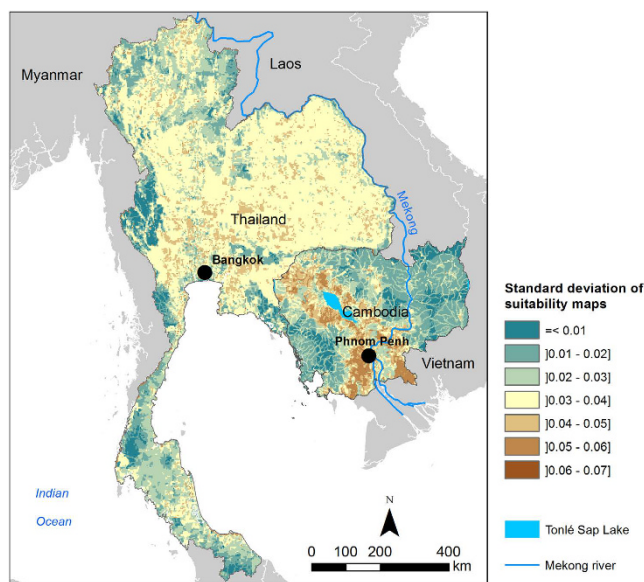 Myanmar
Laos
Thailand
Mekong
Bangkok
Cambodia
Phnom Penh
Vietnam
Indian
Ocean
N
0 100 200 400
km
Standard deviation of
suitability maps
=< 0.01
]0.01 - 0.02]
]0.02 - 0.03]
]0.03 - 0.04]
]0.04 - 0.05]
]0.05 - 0.06]
]0.06 - 0.07]
Tonlé Sap Lake
Mekong river